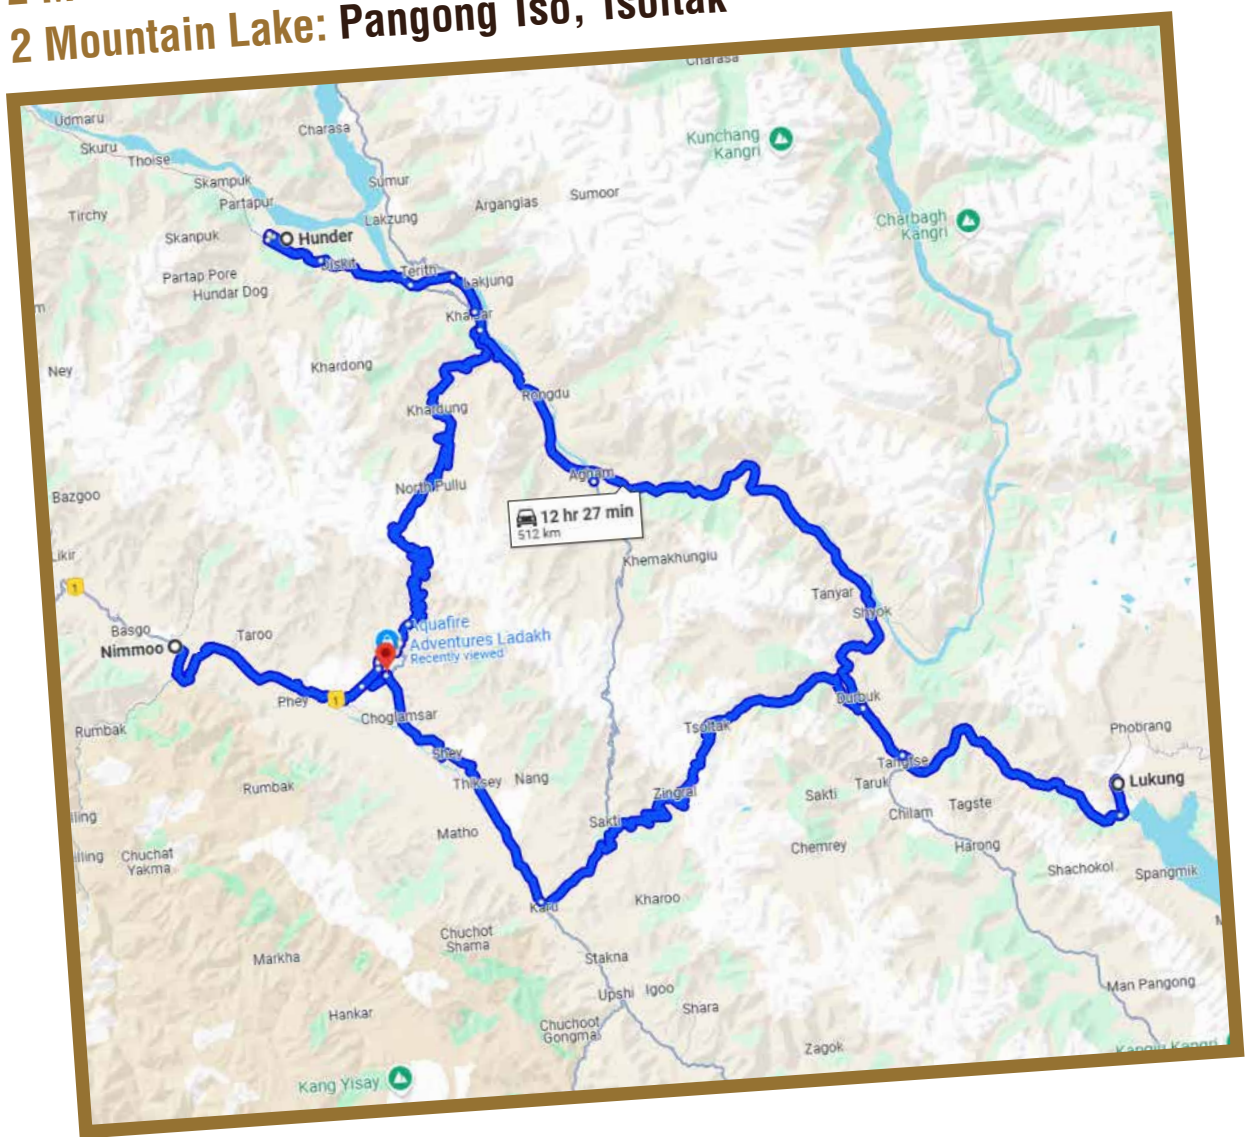 2 Mountain Lake: Pangong Tso, Tsoltak
Charasa
Udmaru
Charasa
Skuru
Thoise
Kunchang
Kangri
Skampuk
Sumur
Partapur
Arganglas
Sumoor
Tirchy
Lakzung
Charbagh
Kangri
Skanpuk
Hunder
Partap Pore
Terith
Lakjung
Hundar Dog
Khardong
Ney
Rongdu
Khardung
Agham
North Pullu
Bazgoo
12 hr 27 min
512 km
Likir
Khemakhungiu
1
Tanyar
Shyok
Basgo
Taroo
Aquafire
Adventures Ladakh
Recently viewed
Nimmoo
Phey
1
Durbuk
Choglamsar
Tsoltak
Phobrang
Rumbak
Shey
Tangtse
Lukung
Rumbak
Thiksey
Nang
Zingral
Sakti
Taruk
Tagste
Chilam
Matho
Sakti
Chemrey
Harong
Chuchat
Yakma
Shachokol
Spangmik
Karu
Kharoo
Chuchot
Shama
Markha
Stakna
Man Pangong
Upshi
Igoo
Shara
Hankar
Chuchoot
Gongma
Zagok
Kang Yisay